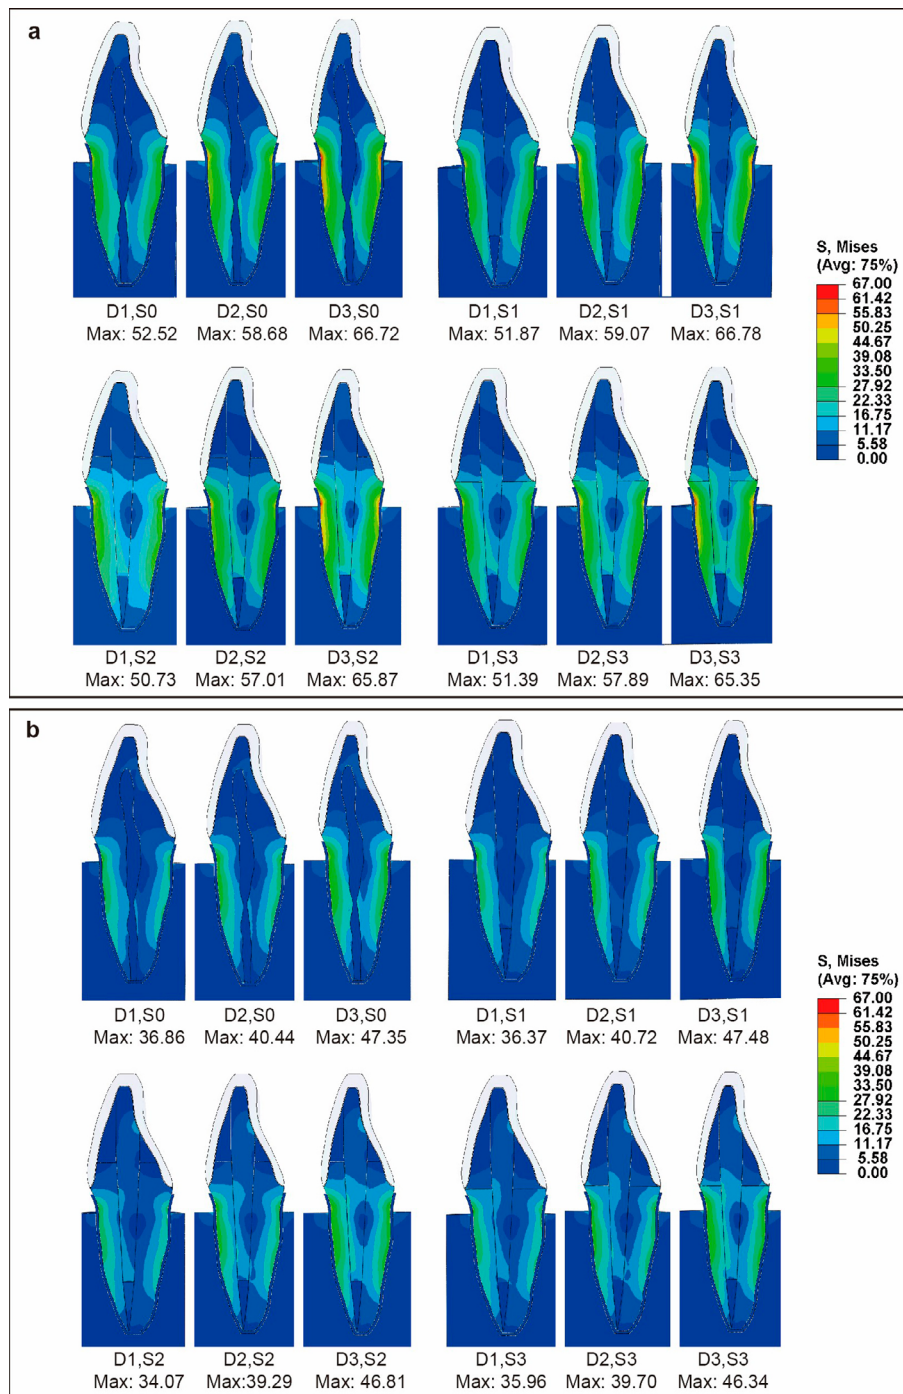 a
D1,S0 D2,S0 D3,S0 D1,S1 D2,S1 D3,S1
Max: 52.52 Max: 58.68 Max: 66.72 Max: 51.87 Max: 59.07 Max: 66.78
S, Mises
(Avg: 75%)
67.00
61.42
55.83
50.25
44.67
39.08
33.50
27.92
22.33
16.75
11.17
5.58
0.00
D1,S2 D2,S2 D3,S2 D1,S3 D2,S3 D3,S3
Max: 50.73 Max: 57.01 Max: 65.87 Max: 51.39 Max: 57.89 Max: 65.35
b
D1,S0 D2,S0 D3,S0 D1,S1 D2,S1 D3,S1
Max: 36.86 Max: 40.44 Max: 47.35 Max: 36.37 Max: 40.72 Max: 47.48
S, Mises
(Avg: 75%)
67.00
61.42
55.83
50.25
44.67
39.08
33.50
27.92
22.33
16.75
11.17
5.58
0.00
D1,S2 D2,S2 D3,S2 D1,S3 D2,S3 D3,S3
Max: 34.07 Max:39.29 Max: 46.81 Max: 35.96 Max: 39.70 Max: 46.34